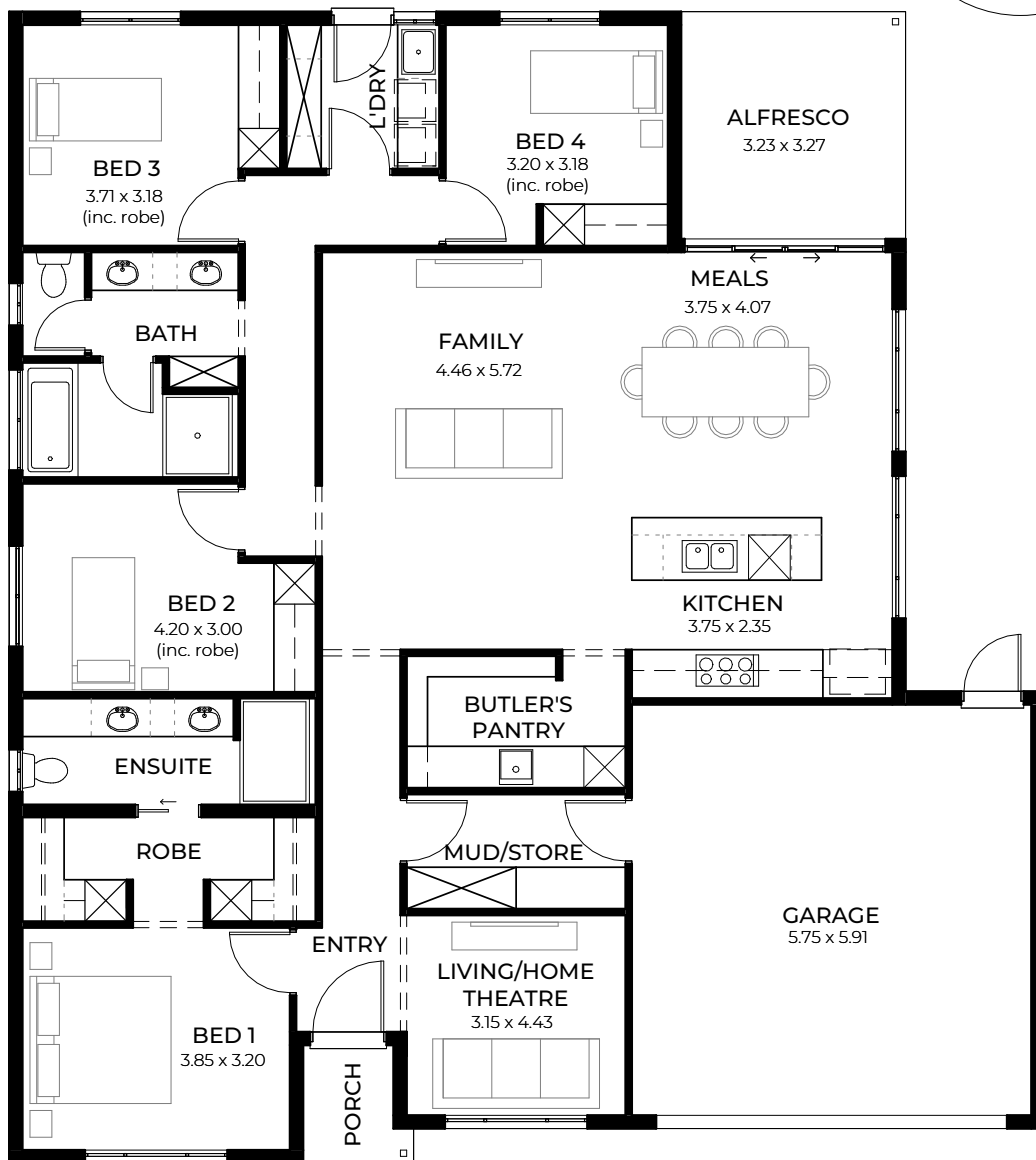 BED 3
3.71 x 3.18
(inc. robe)
L'DRY
BED 4
3.20 x 3.18
(inc. robe)
ALFRESCO
3.23 x 3.27
BATH
FAMILY
4.46 x 5.72
MEALS
3.75 x 4.07
BED 2
4.20 x 3.00
(inc. robe)
KITCHEN
3.75 x 2.35
ENSUITE
BUTLER'S
PANTRY
ROBE
MUD/STORE
GARAGE
5.75 x 5.91
ENTRY
LIVING/HOME
THEATRE
3.15 x 4.43
BED 1
3.85 x 3.20
PORCH